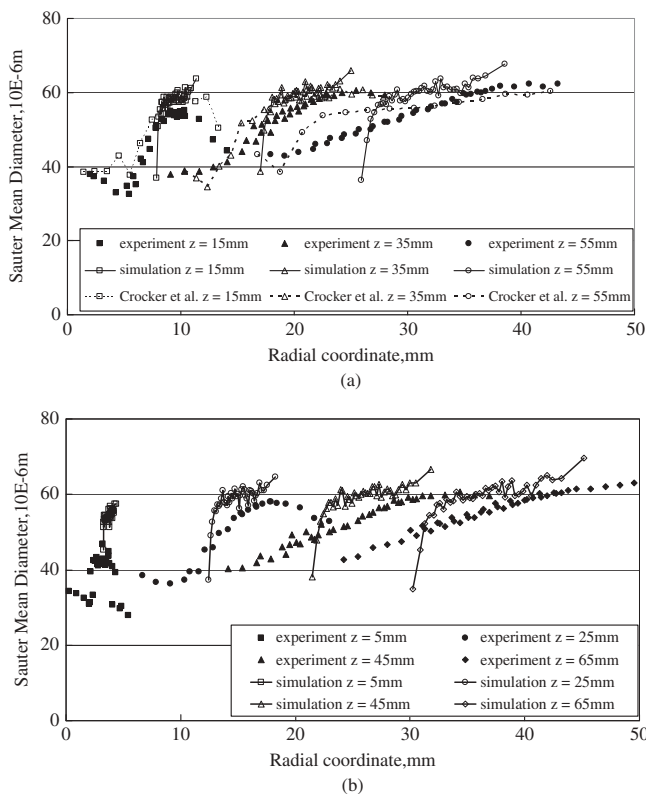 80
60
40
20
0
Sauter Mean Diameter,10E-6m
experiment z = 15mm
experiment z = 35mm
experiment z = 55mm
simulation z = 15mm
simulation z = 35mm
simulation z = 55mm
Crocker et al. z = 15mm
Crocker et al. z = 35mm
Crocker et al. z = 55mm
0 10 20 30 40 50
Radial coordinate,mm
(a)
80
60
40
20
0
Sauter Mean Diameter,10E-6m
experiment z = 5mm
experiment z = 25mm
experiment z = 45mm
experiment z = 65mm
simulation z = 5mm
simulation z = 25mm
simulation z = 45mm
simulation z = 65mm
0 10 20 30 40 50
Radial coordinate,mm
(b)